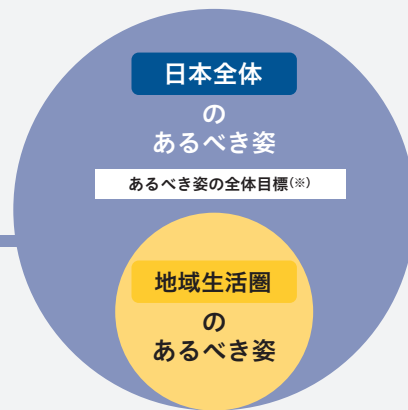 日本全体
の
あるべき姿
あるべき姿の全体目標(※)
地域生活圏
の
あるべき姿